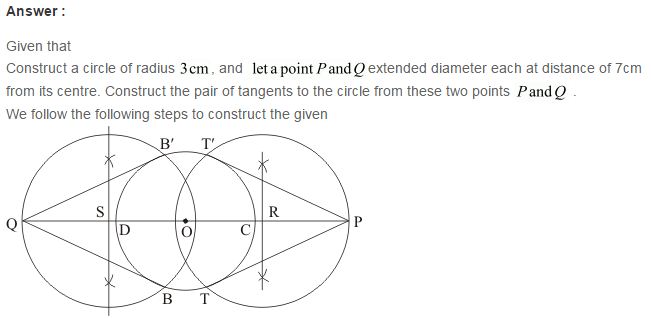 Answer :
Given that
Construct a circle of radius 3 cm , and let a point P and Q extended diameter each at distance of 7cm
from its centre. Construct the pair of tangents to the circle from these two points P and Q .
We follow the following steps to construct the given
B′ T′
S R
Q D O C P
B T